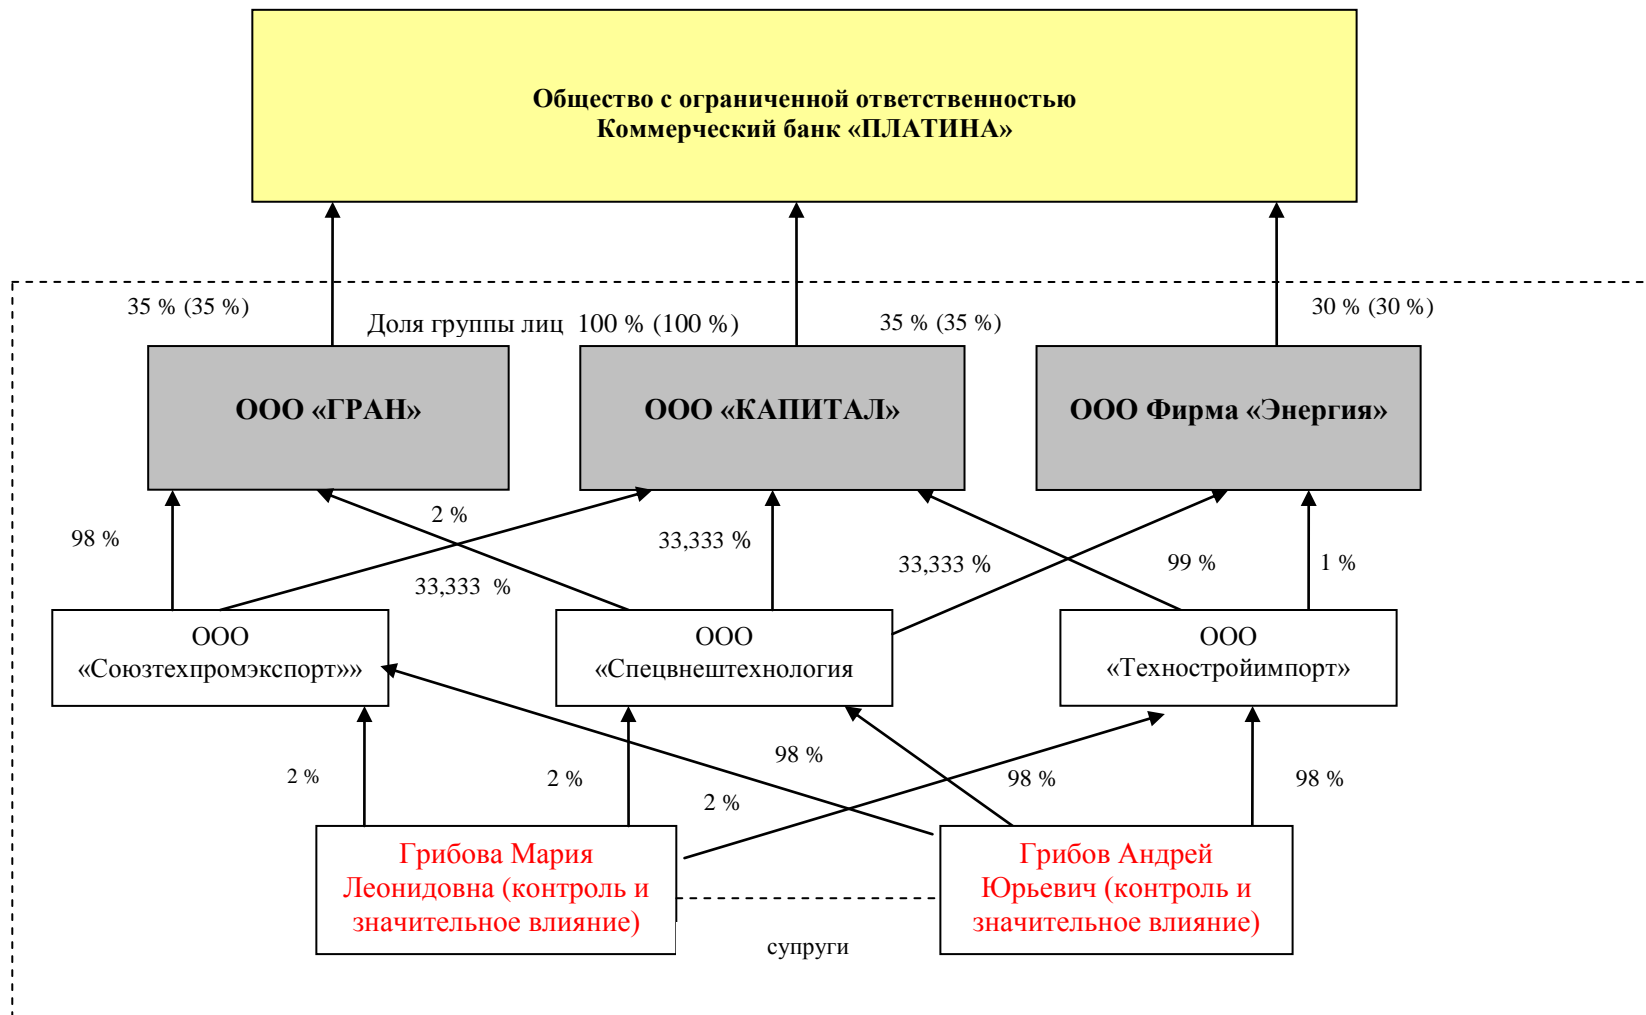 Общество с ограниченной ответственностью
Коммерческий банк «ПЛАТИНА»
35 % (35 %)
Доля группы лиц 100 % (100 %)
35 % (35 %)
30 % (30 %)
ООО «ГРАН»
ООО «КАПИТАЛ»
ООО Фирма «Энергия»
98 %
2 %
33,333 %
33,333 %
33,333 %
99 %
1 %
ООО
«Союзтехпромэкспорт»»
ООО
«Спецвнештехнология
ООО
«Техностройимпорт»
2 %
2 %
98 %
2 %
98 %
98 %
Грибова Мария
Леонидовна (контроль и
значительное влияние)
Грибов Андрей
Юрьевич (контроль и
значительное влияние)
супруги